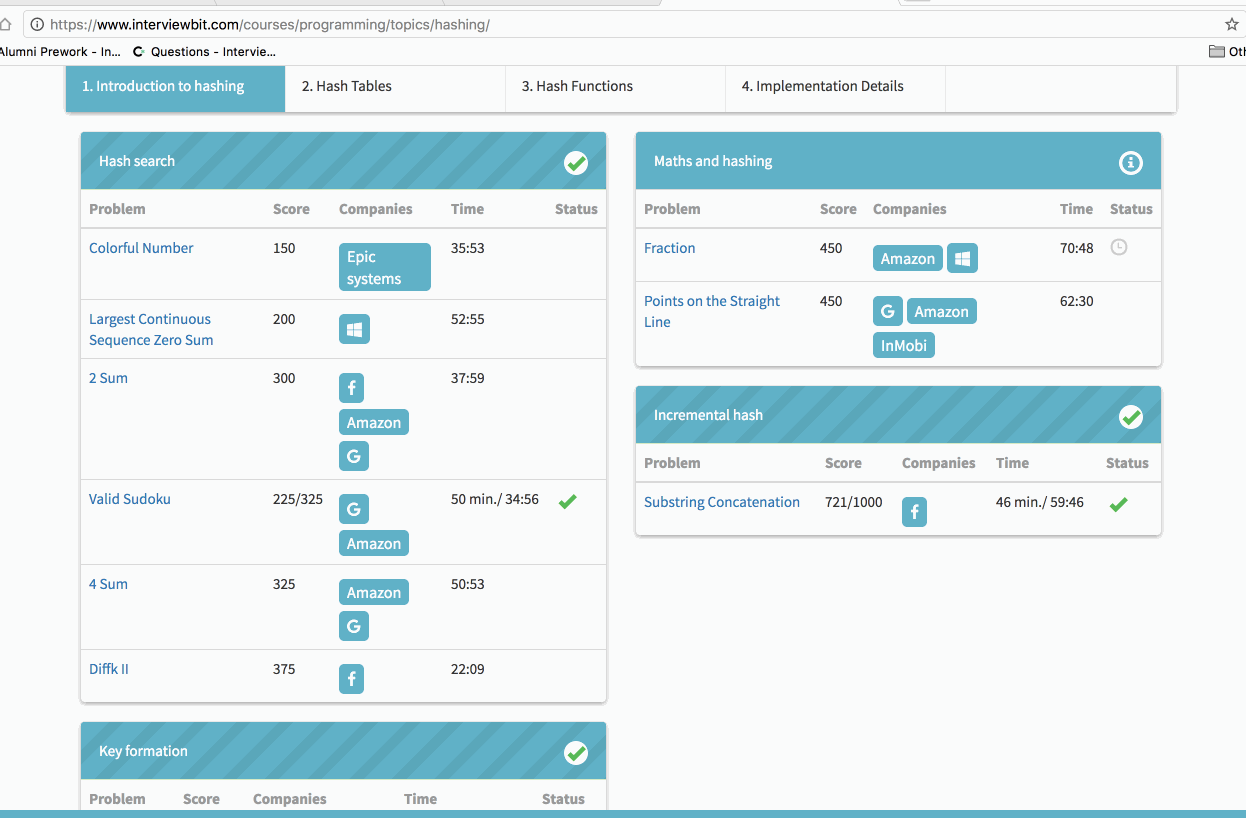 https://www.interviewbit.com/courses/programming/topics/hashing/
Alumni Prework - In...
Questions - Intervie...
Oth
1. Introduction to hashing
2. Hash Tables
3. Hash Functions
4. Implementation Details
Hash search
Problem Score Companies Time Status
Colorful Number 150 Epic 35:53
systems
Largest Continuous 200 52:55
Sequence Zero Sum
2 Sum 300 f 37:59
Amazon
G
Valid Sudoku 225/325 G 50 min./ 34:56
Amazon
4 Sum 325 Amazon 50:53
G
Diffk II 375 f 22:09
Key formation
Problem Score Companies Time Status
Maths and hashing
Problem Score Companies Time Status
Fraction 450 Amazon 70:48
Points on the Straight 450 G Amazon 62:30
Line
InMobi
Incremental hash
Problem Score Companies Time Status
Substring Concatenation 721/1000 f 46 min./ 59:46